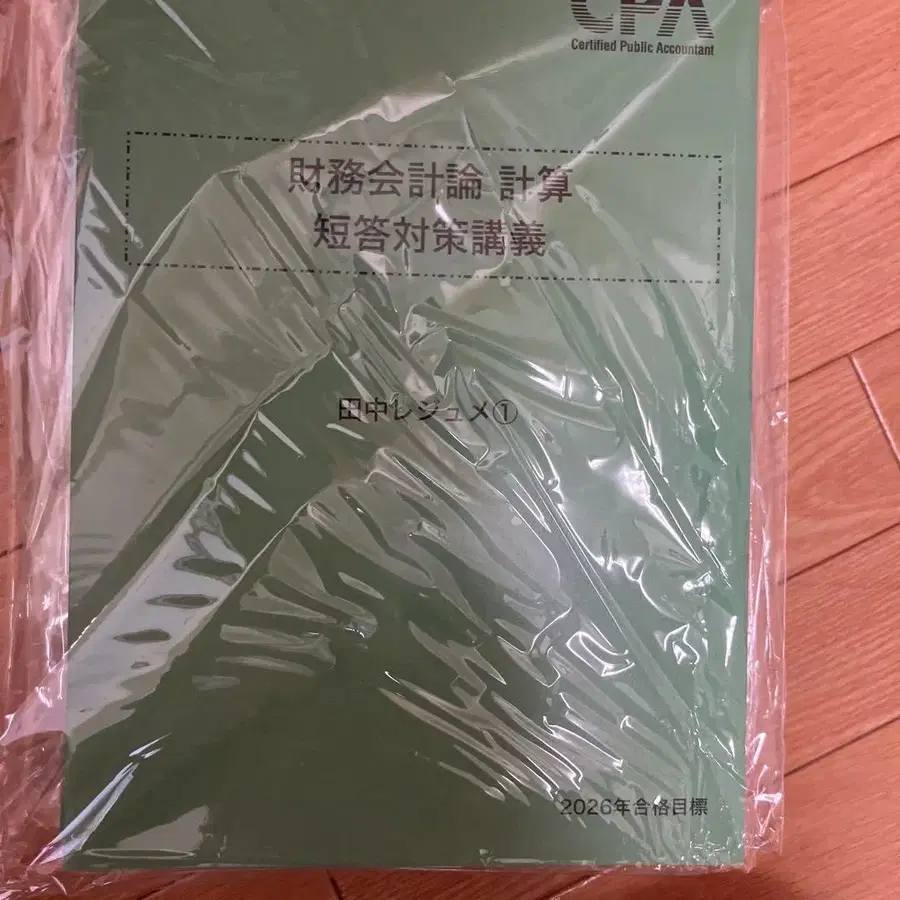 CPA
Certified Public Accountant
財務会計論 計算
短答対策講義
田中レジュメ①
2026年合格目標